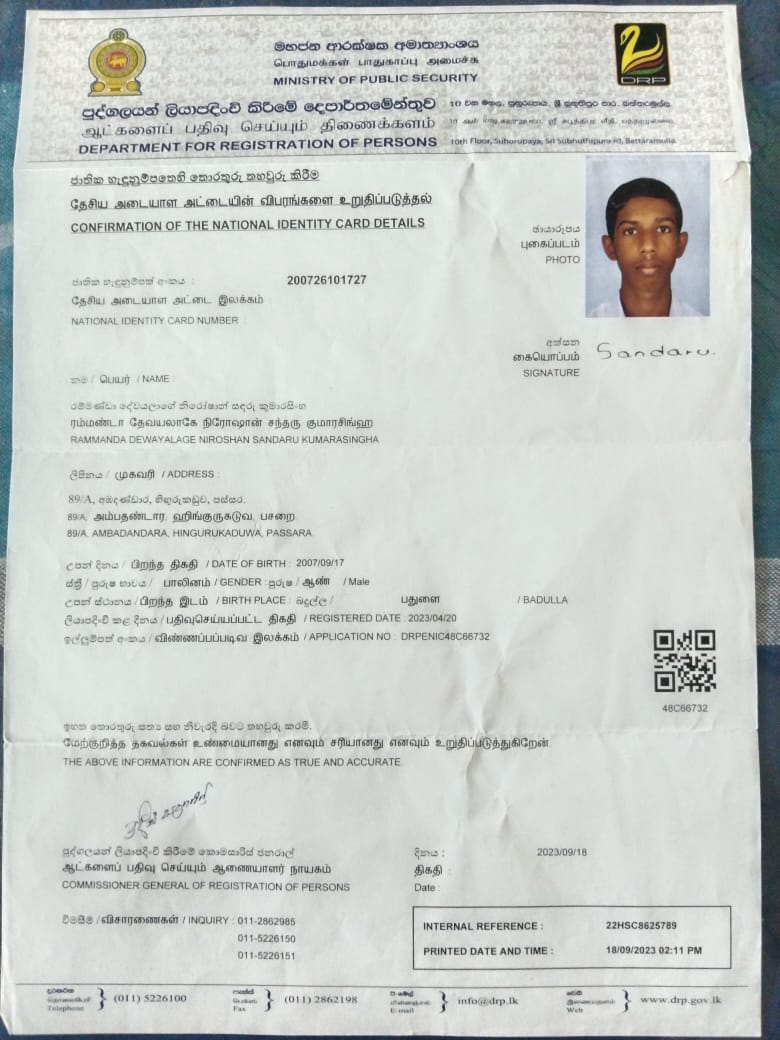 මහජන ආරක්ෂක අමාත්‍යාංශය
பொதுமக்கள் பாதுகாப்பு அமைச்சு
MINISTRY OF PUBLIC SECURITY
DRP
පුද්ගලයන් ලියාපදිංචි කිරීමේ දෙපාර්තමේන්තුව
ஆட்களைப் பதிவு செய்யும் திணைக்களம்
DEPARTMENT FOR REGISTRATION OF PERSONS
10 වන මහල, සුහුරුපාය, ශ්‍රී සුභූතිපුර පාර, බත්තරමුල්ල.
10th Floor, Suhurupaya, Sri Subhuthipura Rd, Battaramulla.
ජාතික හැඳුනුම්පතෙහි තොරතුරු තහවුරු කිරීම
தேசிய அடையாள அட்டையின் விபரங்களை உறுதிப்படுத்தல்
CONFIRMATION OF THE NATIONAL IDENTITY CARD DETAILS
ඡායාරූපය
புகைப்படம்
PHOTO
ජාතික හැඳුනුම්පත් අංකය : 200726101727
தேசிய அடையாள அட்டை இலக்கம்
NATIONAL IDENTITY CARD NUMBER
අත්සන
கையொப்பம்
SIGNATURE
Sandaru.
නම / பெயர் / NAME :
රම්මණ්ඩා දේවයලාගේ නිරෝෂාන් සඳරු කුමාරසිංහ
ரம்மண்டா தேவயலாகே நிரோஷான் சந்தரு குமாரசிங்ஹ
RAMMANDA DEWAYALAGE NIROSHAN SANDARU KUMARASINGHA
ලිපිනය / முகவரி / ADDRESS :
89/A, අඹදණ්ඩාර, හිඟුරුකඩුව, පස්සර.
89/A, அம்பதண்டார, ஹிங்குருகடுவ, பசறை.
89/A, AMBADANDARA, HINGURUKADUWA, PASSARA
උපන් දිනය / பிறந்த திகதி / DATE OF BIRTH : 2007/09/17
ස්ත්‍රී / පුරුෂ භාවය / பாலினம் / GENDER : පුරුෂ / ஆண் / Male
උපන් ස්ථානය / பிறந்த இடம் / BIRTH PLACE : බදුල්ල / பதுளை / BADULLA
ලියාපදිංචි කළ දිනය / பதிவுசெய்யப்பட்ட திகதி / REGISTERED DATE : 2023/04/20
ඉල්ලුම්පත් අංකය / விண்ணப்பப்படிவ இலக்கம் / APPLICATION NO : DRPENIC48C66732
48C66732
ඉහත තොරතුරු සත්‍ය සහ නිවැරදි බවට තහවුරු කරමි.
மேற்குறித்த தகவல்கள் உண்மையானது எனவும் சரியானது எனவும் உறுதிப்படுத்துகிறேன்.
THE ABOVE INFORMATION ARE CONFIRMED AS TRUE AND ACCURATE.
පුද්ගලයන් ලියාපදිංචි කිරීමේ කොමසාරිස් ජනරාල්
ஆட்களைப் பதிவு செய்யும் ஆணையாளர் நாயகம்
COMMISSIONER GENERAL OF REGISTRATION OF PERSONS
දිනය : 2023/09/18
திகதி :
Date :
විමසීම / விசாரணைகள் / INQUIRY : 011-2862985
011-5226150
011-5226151
INTERNAL REFERENCE : 22HSC8625789
PRINTED DATE AND TIME : 18/09/2023 02:11 PM
දුරකථන
தொலைபேசி
Telephone
(011) 5226100
ෆැක්ස්
Fax
(011) 2862198
ඊ-මේල්
மின்னஞ்சல்
E-mail
info@drp.lk
වෙබ්
இணையதளம்
Web
www.drp.gov.lk